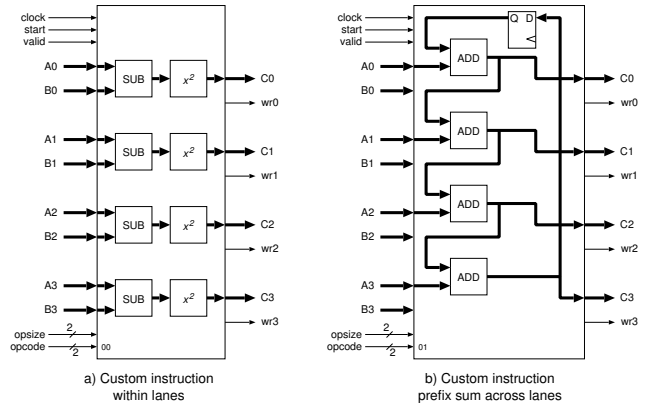 clock
start
valid
A0
B0
SUB
x²
C0
wr0
A1
B1
SUB
x²
C1
wr1
A2
B2
SUB
x²
C2
wr2
A3
B3
SUB
x²
C3
wr3
opsize
2
opcode
2
00
a) Custom instruction
within lanes
clock
start
valid
Q D
A0
B0
ADD
C0
wr0
A1
B1
ADD
C1
wr1
A2
B2
ADD
C2
wr2
A3
B3
ADD
C3
wr3
opsize
2
opcode
2
01
b) Custom instruction
prefix sum across lanes